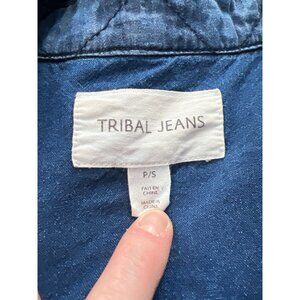 TRIBAL JEANS
P/S
FAIT EN
CHINE
MADE IN
CHINA